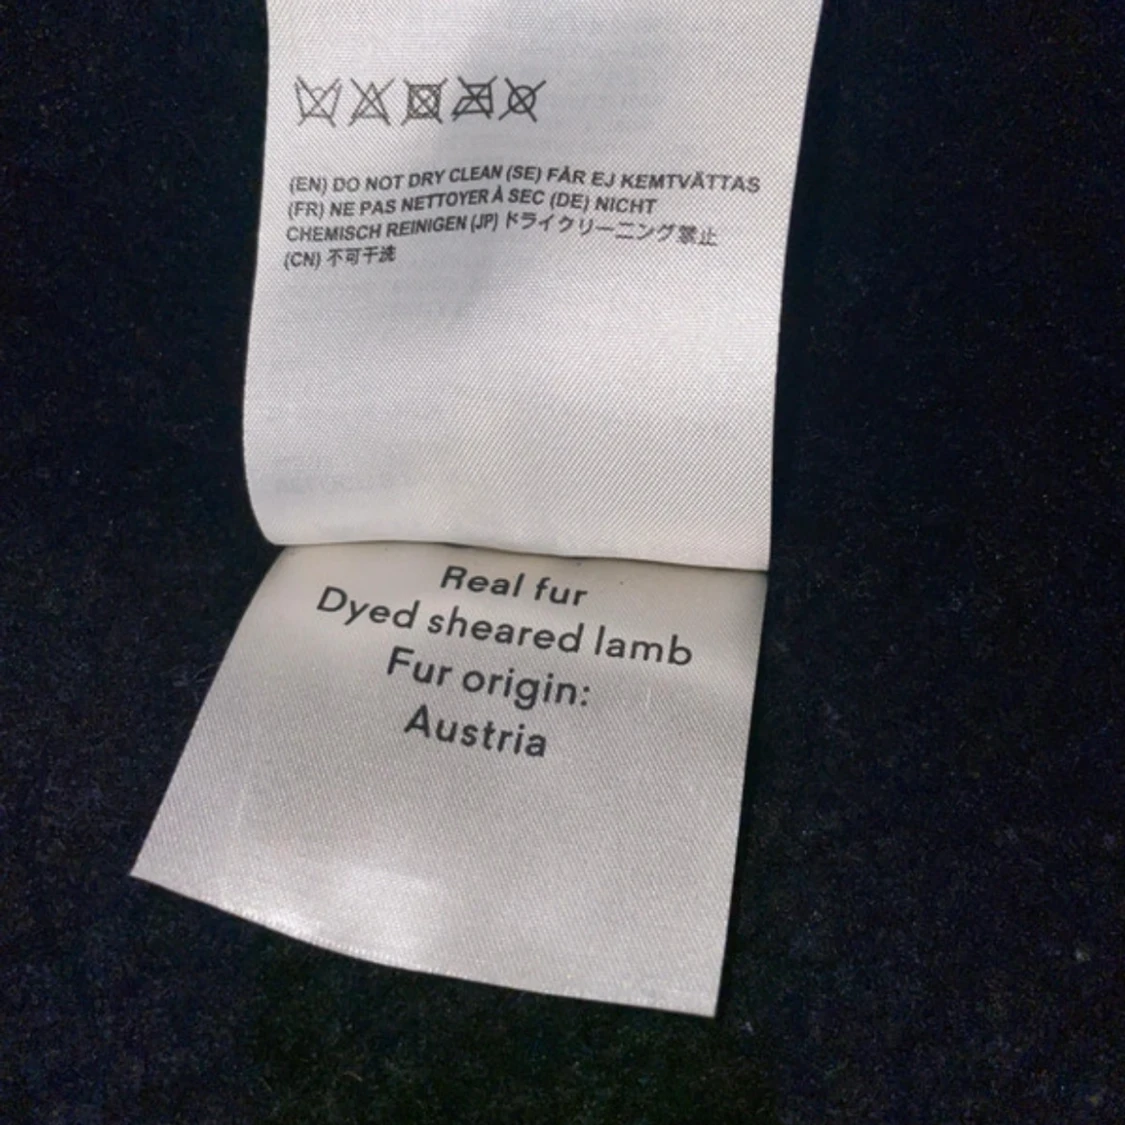 (EN) DO NOT DRY CLEAN (SE) FÅR EJ KEMTVÄTTAS
(FR) NE PAS NETTOYER À SEC (DE) NICHT
CHEMISCH REINIGEN (JP) ドライクリーニング禁止
(CN) 不可干洗
Real fur
Dyed sheared lamb
Fur origin:
Austria